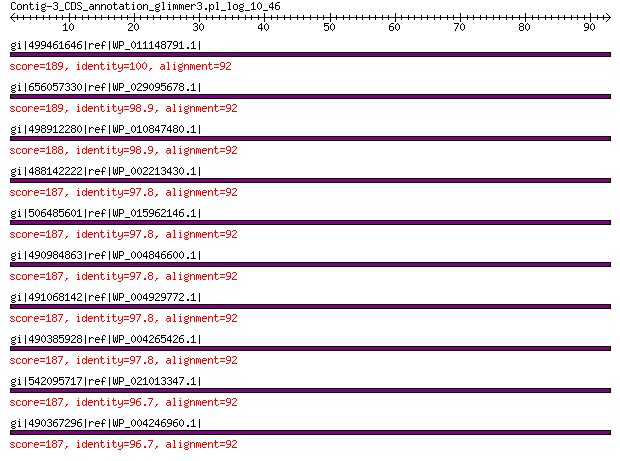 Contig-3_CDS_annotation_glimmer3.pl_log_10_46
10 20 30 40 50 60 70 80 90
gi|499461646|ref|WP_011148791.1|
score=189, identity=100, alignment=92
gi|656057330|ref|WP_029095678.1|
score=189, identity=98.9, alignment=92
gi|498912280|ref|WP_010847480.1|
score=188, identity=98.9, alignment=92
gi|488142222|ref|WP_002213430.1|
score=187, identity=97.8, alignment=92
gi|506485601|ref|WP_015962146.1|
score=187, identity=97.8, alignment=92
gi|490984863|ref|WP_004846600.1|
score=187, identity=97.8, alignment=92
gi|491068142|ref|WP_004929772.1|
score=187, identity=97.8, alignment=92
gi|490385928|ref|WP_004265426.1|
score=187, identity=97.8, alignment=92
gi|542095717|ref|WP_021013347.1|
score=187, identity=96.7, alignment=92
gi|490367296|ref|WP_004246960.1|
score=187, identity=96.7, alignment=92